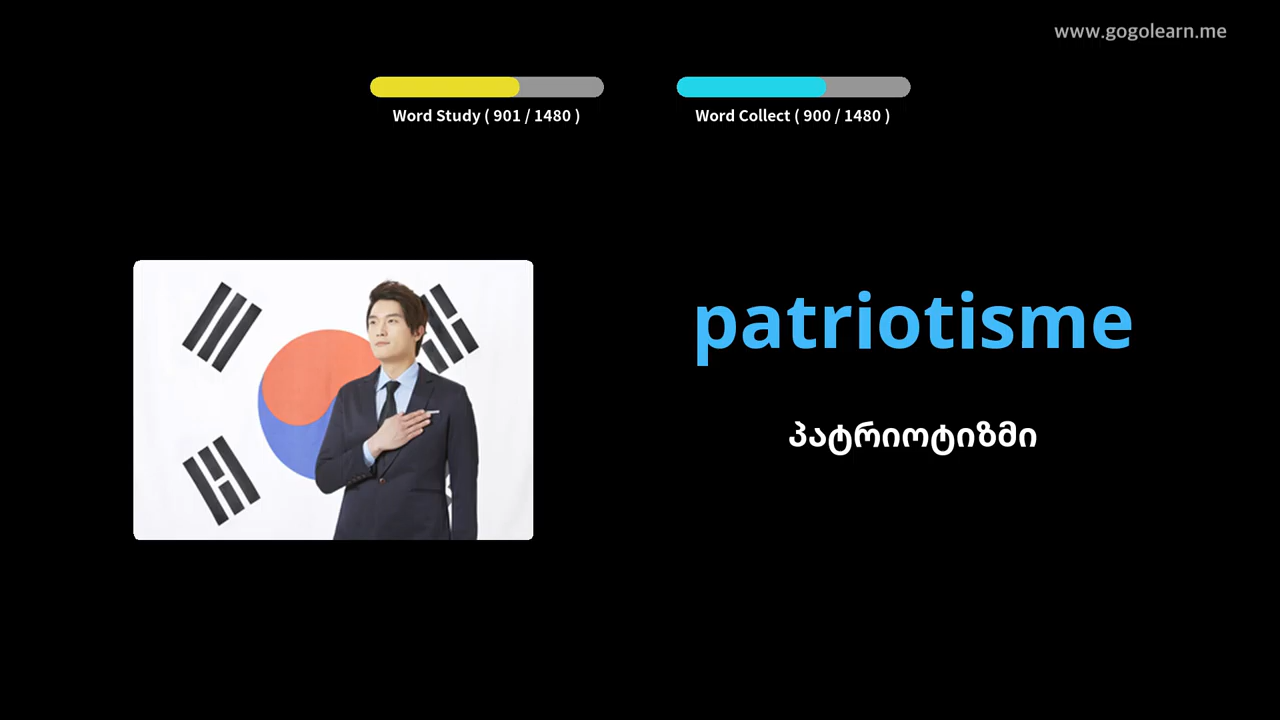 www.gogolearn.me
Word Study ( 901 / 1480 )
Word Collect ( 900 / 1480 )
patriotisme
პატრიოტიზმი